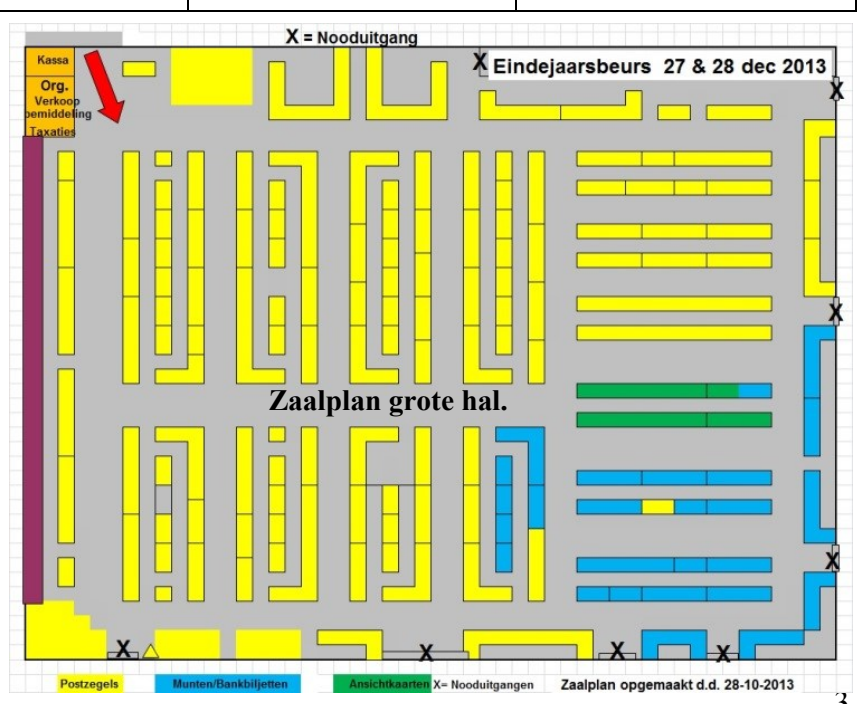 X = Nooduitgang
Kassa
X
Eindejaarsbeurs 27 & 28 dec 2013
Org.
X
Verkoop
bemiddeling
Taxaties
X
Zaalplan grote hal.
X
X
X
X
X
Postzegels
Munten/Bankbiljetten
Ansichtkaarten X= Nooduitgangen
Zaalplan opgemaakt d.d. 28-10-2013
3